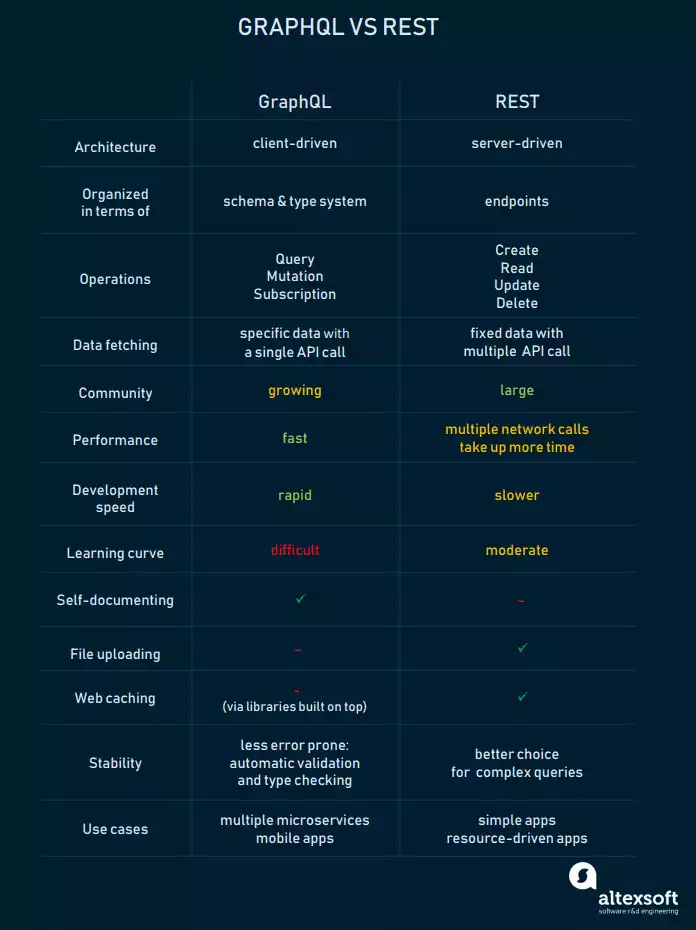 GRAPHQL VS REST
GraphQL
REST
Architecture
client-driven
server-driven
Organized
in terms of
schema & type system
endpoints
Operations
Query
Mutation
Subscription
Create
Read
Update
Delete
Data fetching
specific data with
a single API call
fixed data with
multiple API call
Community
growing
large
Performance
fast
multiple network calls
take up more time
Development
speed
rapid
slower
Learning curve
difficult
moderate
Self-documenting
✓
-
File uploading
-
✓
Web caching
-
(via libraries built on top)
✓
Stability
less error prone:
automatic validation
and type checking
better choice
for complex queries
Use cases
multiple microservices
mobile apps
simple apps
resource-driven apps
altexsoft
software r&d engineering